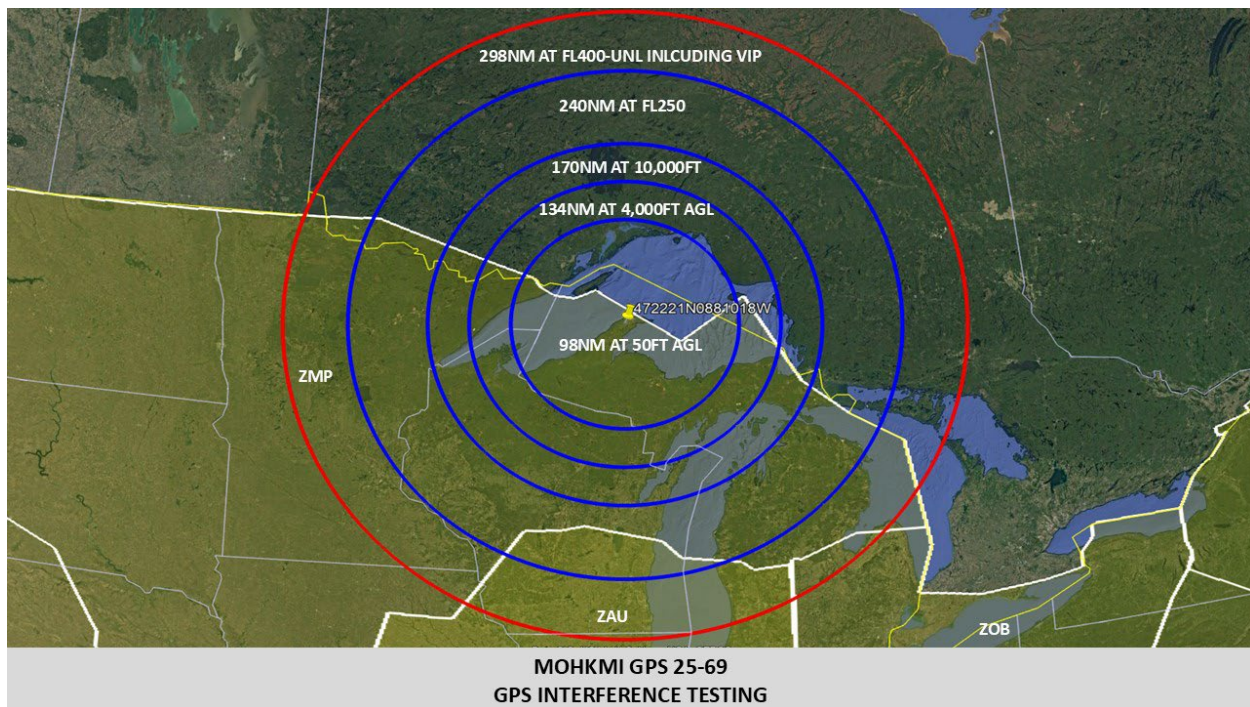 298NM AT FL400-UNL INLCUDING VIP
240NM AT FL250
170NM AT 10,000FT
134NM AT 4,000FT AGL
472221N0881018W
98NM AT 50FT AGL
ZMP
ZAU
ZOB
MOHKMI GPS 25-69
GPS INTERFERENCE TESTING